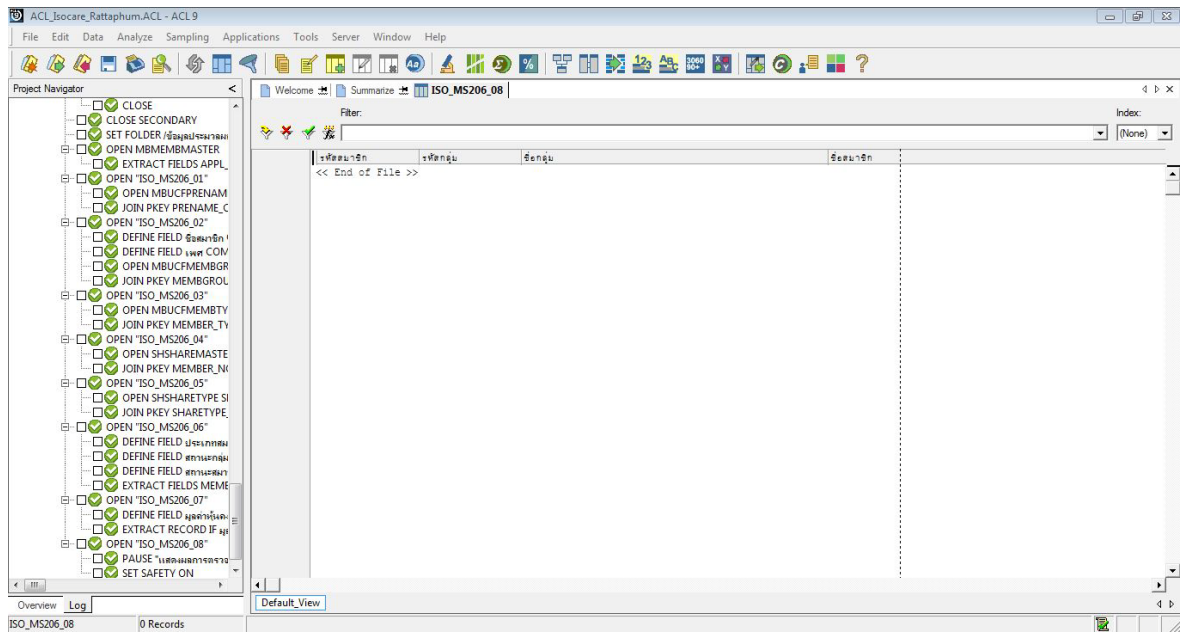 ACL_Isocare_Rattaphum.ACL - ACL 9
File Edit Data Analyze Sampling Applications Tools Server Window Help
Project Navigator
Welcome Summarize ISO_MS206_08
Filter:
Index:
(None)
CLOSE
CLOSE SECONDARY
SET FOLDER /ข้อมูลประมวลผ
OPEN MBMEMBMASTER
EXTRACT FIELDS APPL_
OPEN "ISO_MS206_01"
OPEN MBUCFPRENAM
JOIN PKEY PRENAME_C
OPEN "ISO_MS206_02"
DEFINE FIELD ชื่อสมาชิก
DEFINE FIELD เพศ COM
OPEN MBUCFMEMBGR
JOIN PKEY MEMBGROU
OPEN "ISO_MS206_03"
OPEN MBUCFMEMBTY
JOIN PKEY MEMBER_TY
OPEN "ISO_MS206_04"
OPEN SHSHAREMASTE
JOIN PKEY MEMBER_N
OPEN "ISO_MS206_05"
OPEN SHSHARETYPE S
JOIN PKEY SHARETYPE_
OPEN "ISO_MS206_06"
DEFINE FIELD ประเภทสม
DEFINE FIELD สถานะกลุ่ม
DEFINE FIELD สถานะสมา
EXTRACT FIELDS MEME
OPEN "ISO_MS206_07"
DEFINE FIELD มูลค่าหุ้นคง
EXTRACT RECORD IF มูล
OPEN "ISO_MS206_08"
PAUSE "แสดงผลการตรวจ
SET SAFETY ON
รหัสสมาชิก รหัสกลุ่ม ชื่อกลุ่ม ชื่อสมาชิก
<< End of File >>
Overview Log
Default_View
ISO_MS206_08 0 Records